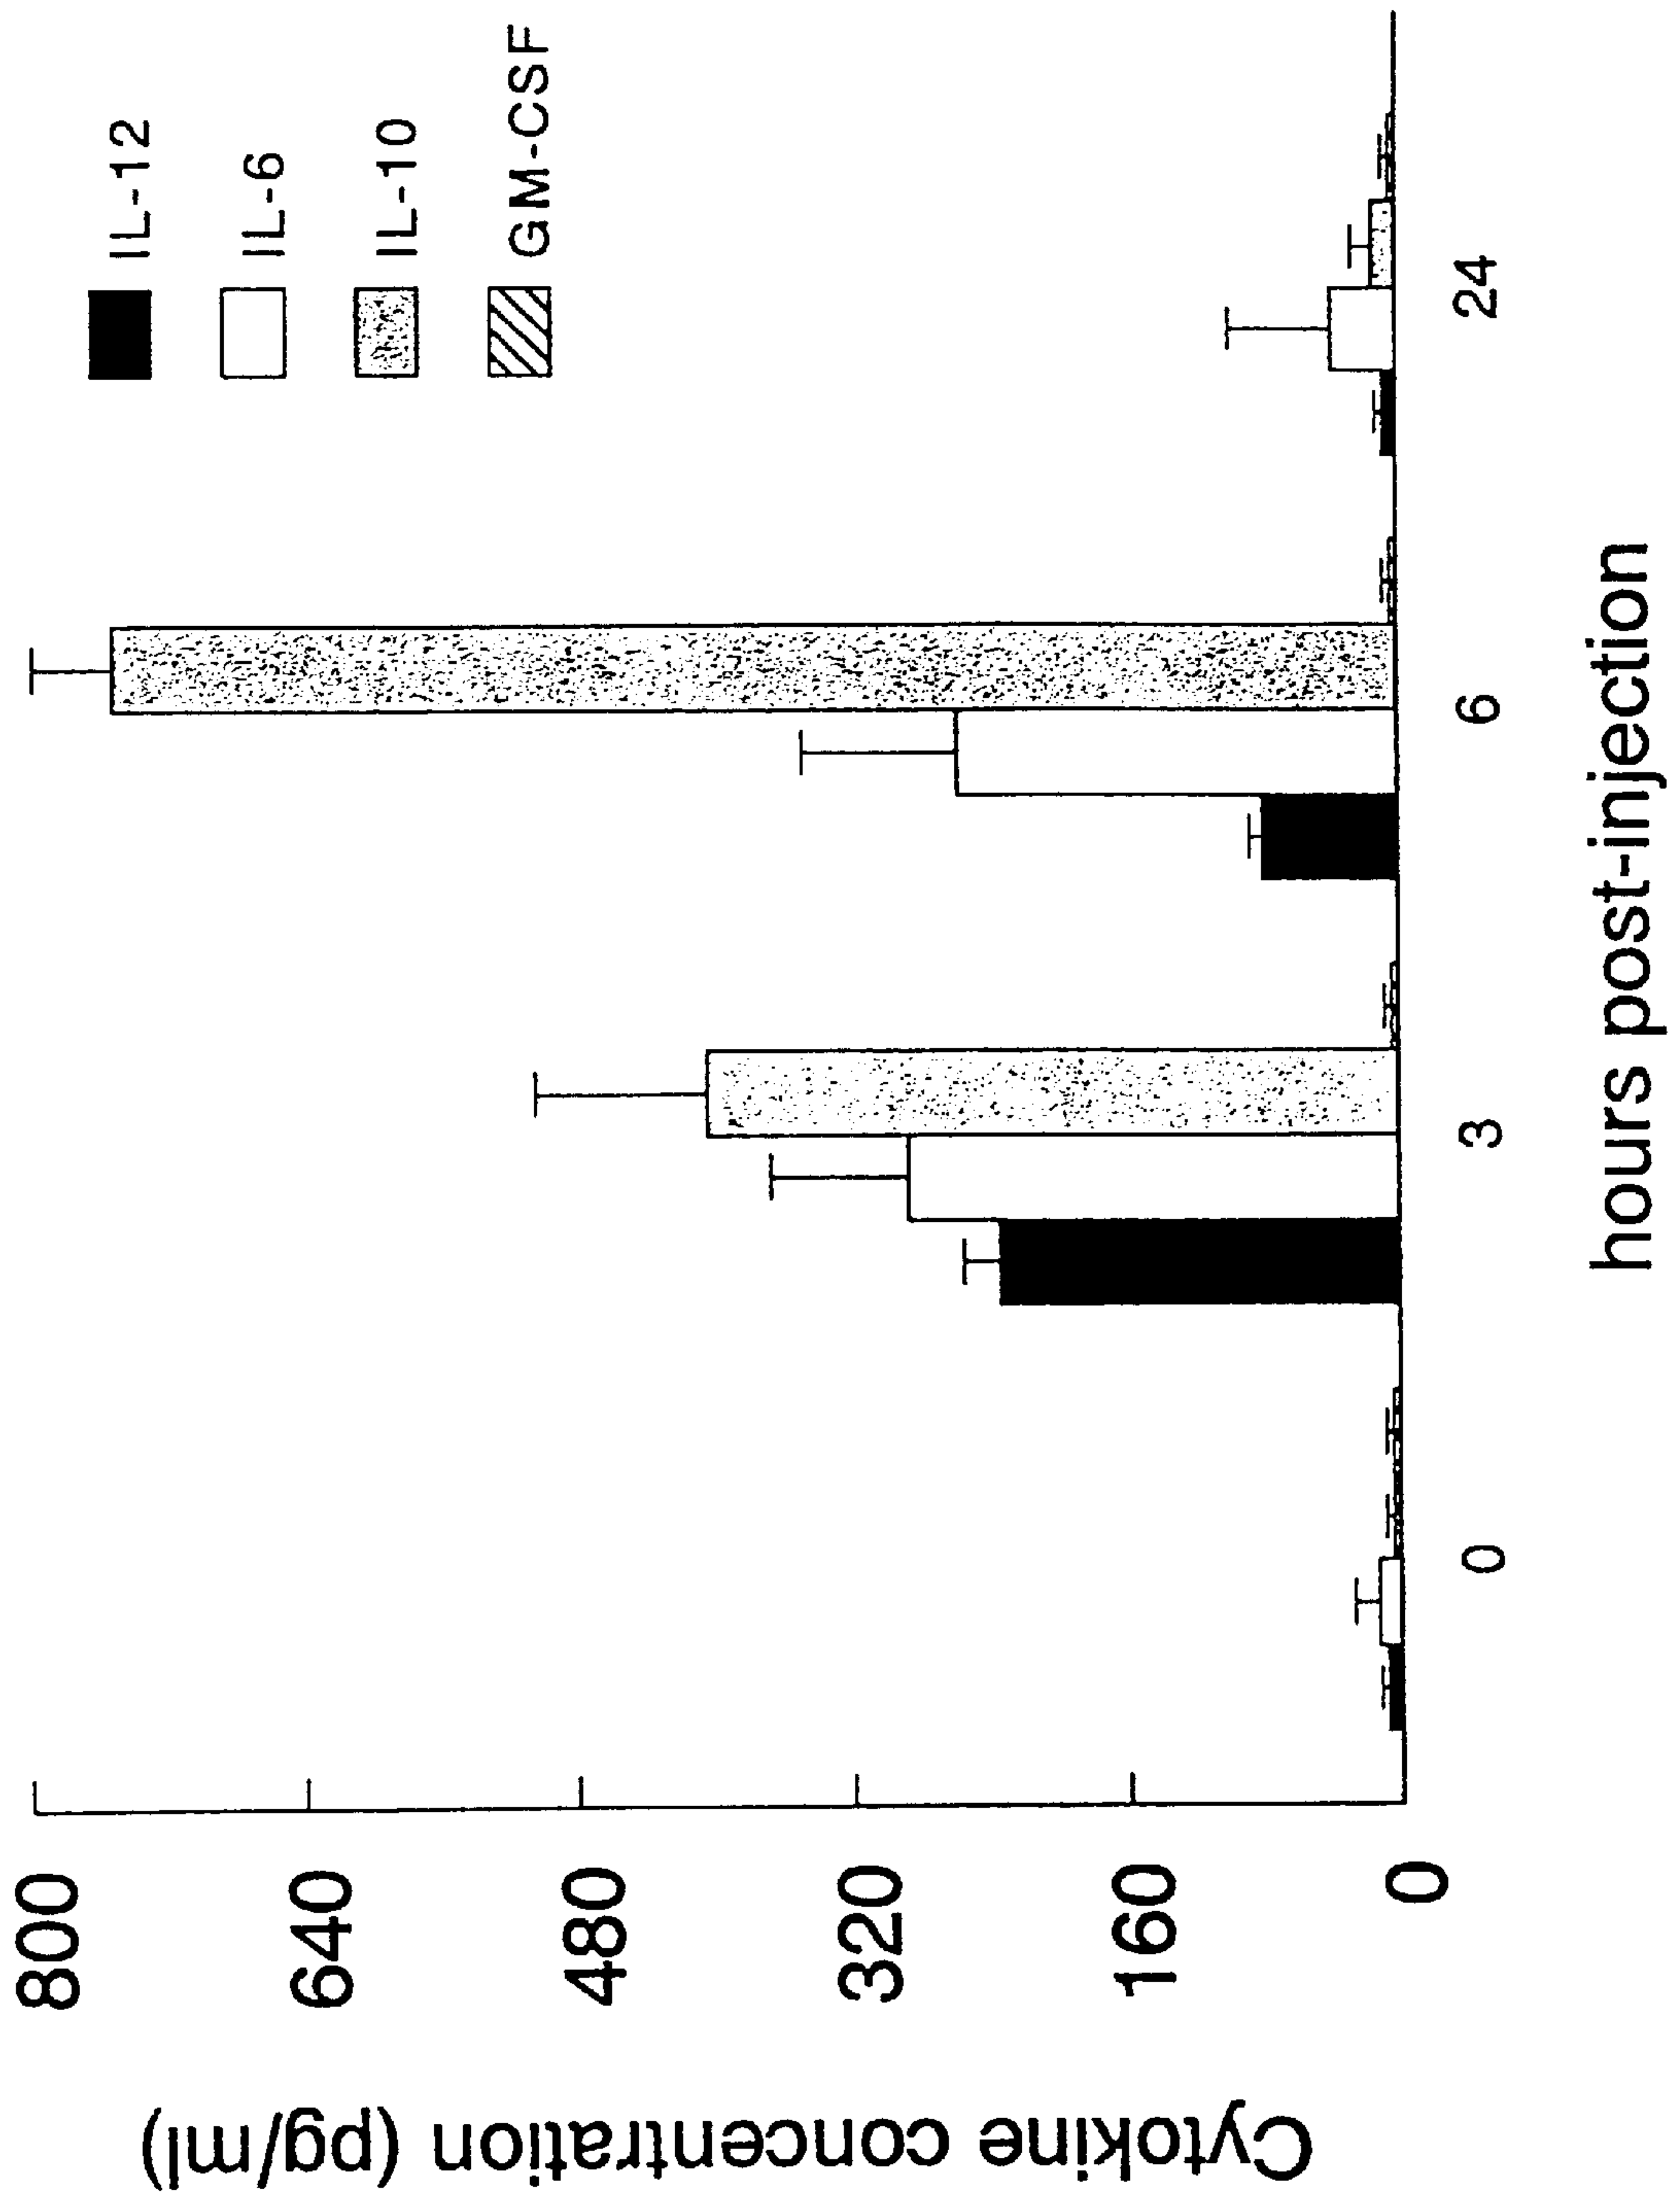 Cytokine concentration (pg/ml)
800
640
480
320
160
0
IL-12
IL-6
IL-10
GM-CSF
0
3
6
24
hours post-injection